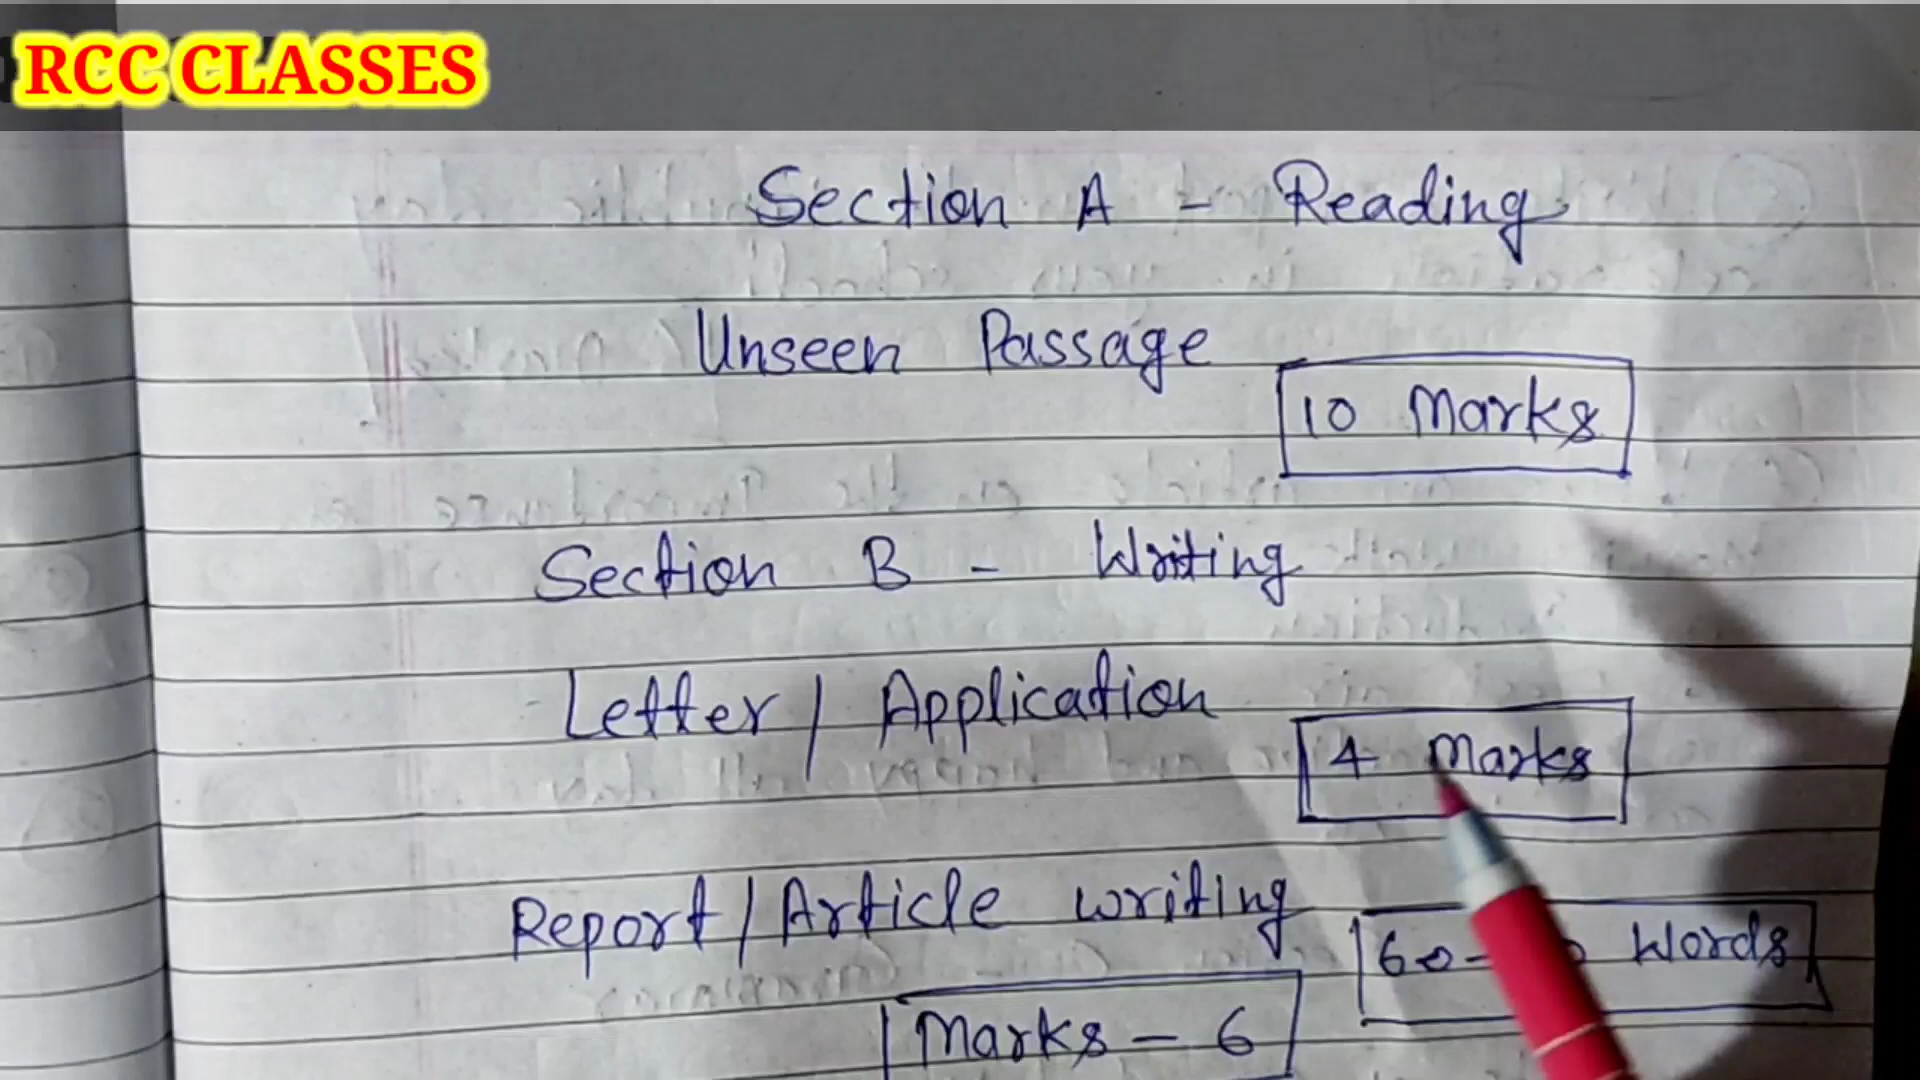 RCC CLASSES
Section A - Reading
Unseen Passage
10 Marks
Section B - Writing
Letter / Application
4 Marks
Report / Article writing
60- Words
Marks - 6